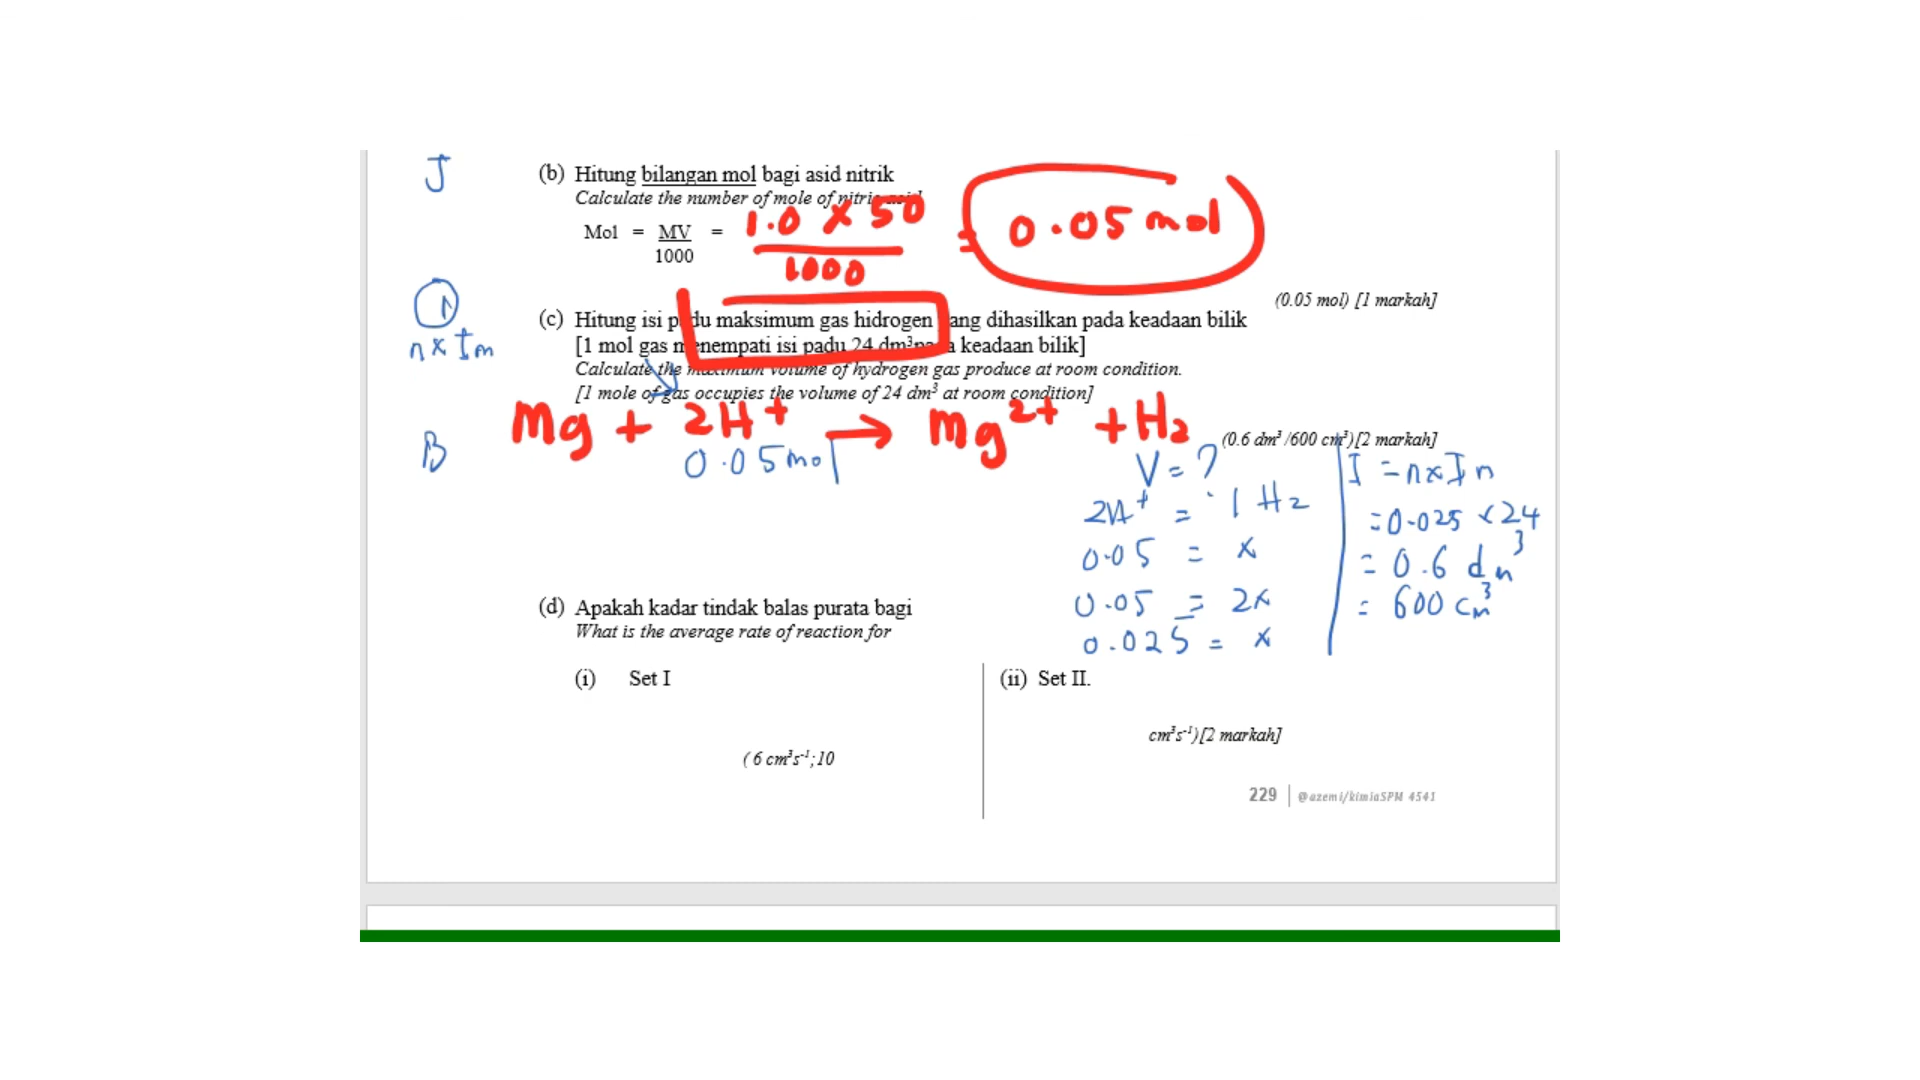 J
(b) Hitung bilangan mol bagi asid nitrik
Calculate the number of mole of nitric acid
Mol = MV/1000 = 1.0 x 50/1000 = 0.05 mol
(0.05 mol) [1 markah]
(c) Hitung isi padu maksimum gas hidrogen yang dihasilkan pada keadaan bilik
[1 mol gas menempati isi padu 24 dm³pada keadaan bilik]
Calculate the maximum volume of hydrogen gas produce at room condition.
[1 mole of gas occupies the volume of 24 dm³ at room condition]
n x Im
Mg + 2H⁺ → Mg²⁺ + H₂
(0.6 dm³ /600 cm³)[2 markah]
B
0.05 mol
V = ?
2H⁺ = 1 H₂
0.05 = x
0.05 = 2x
0.025 = x
I = n x In
= 0.025 x 24
= 0.6 dm³
= 600 cm³
(d) Apakah kadar tindak balas purata bagi
What is the average rate of reaction for
(i) Set I
(ii) Set II.
cm³s⁻¹)[2 markah]
( 6 cm³s⁻¹;10
229 | @azemi/kimiaSPM 4541